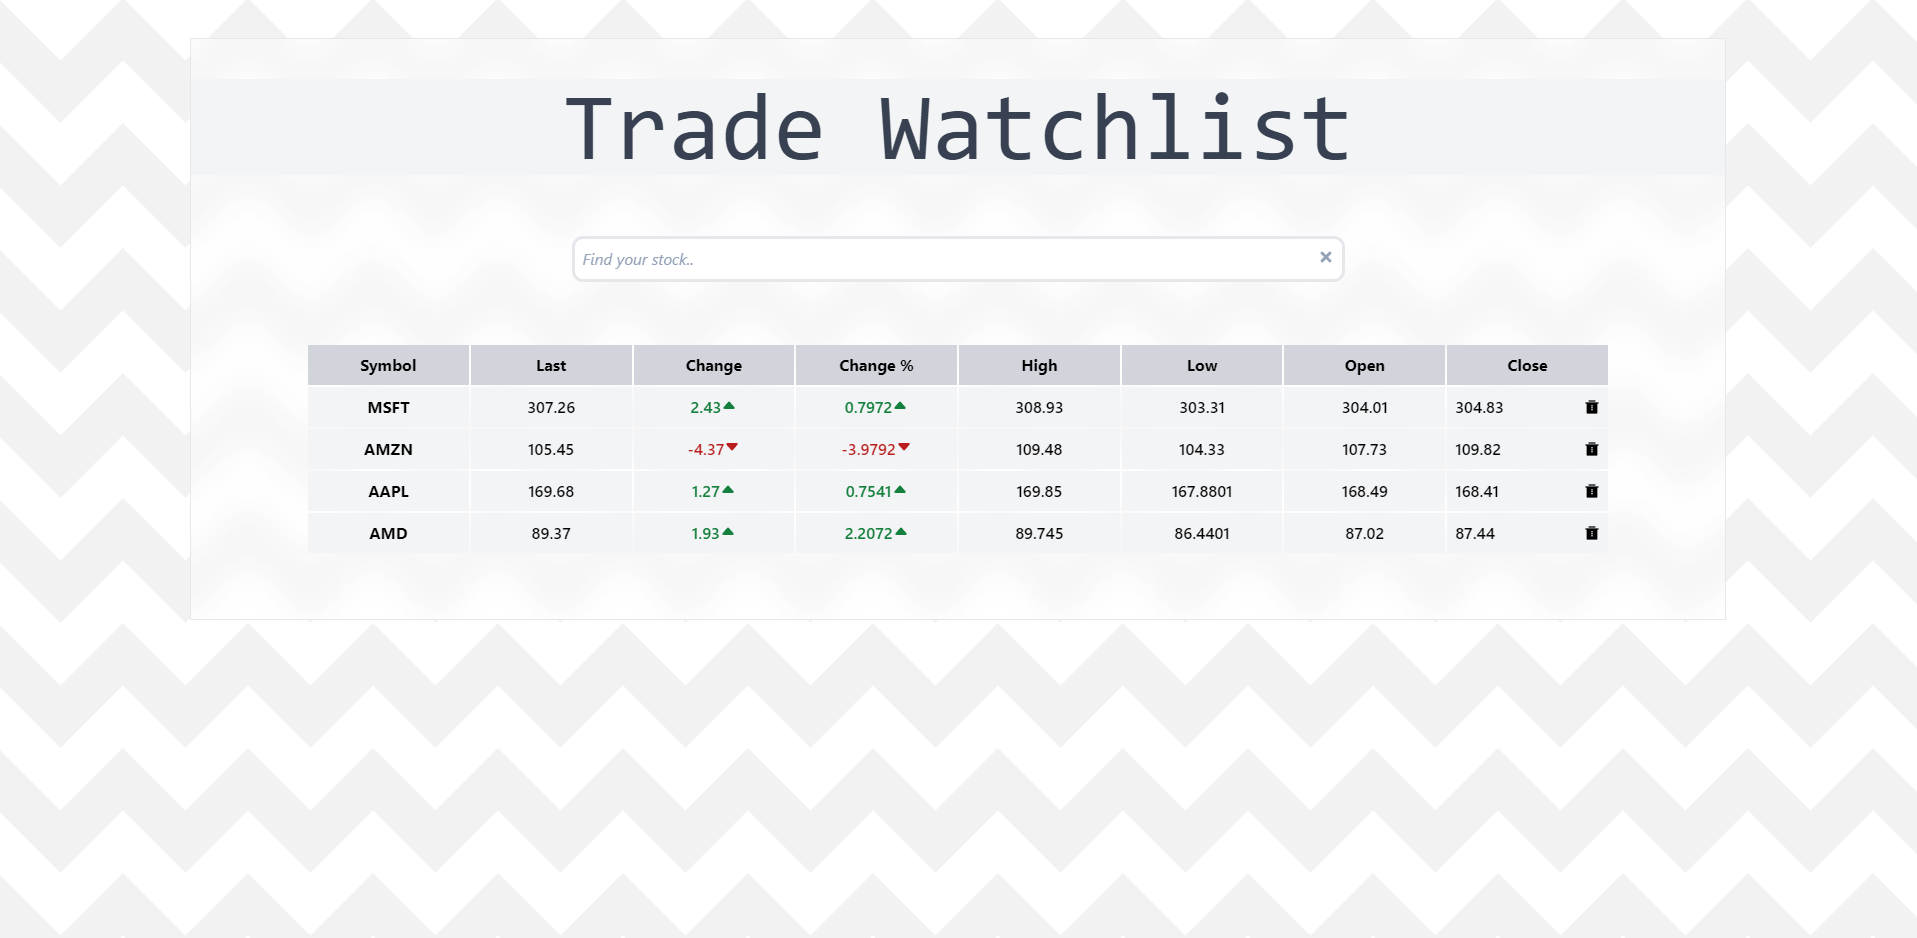 Trade Watchlist
Find your stock..
Symbol Last Change Change % High Low Open Close
MSFT 307.26 2.43 0.7972 308.93 303.31 304.01 304.83
AMZN 105.45 -4.37 -3.9792 109.48 104.33 107.73 109.82
AAPL 169.68 1.27 0.7541 169.85 167.8801 168.49 168.41
AMD 89.37 1.93 2.2072 89.745 86.4401 87.02 87.44